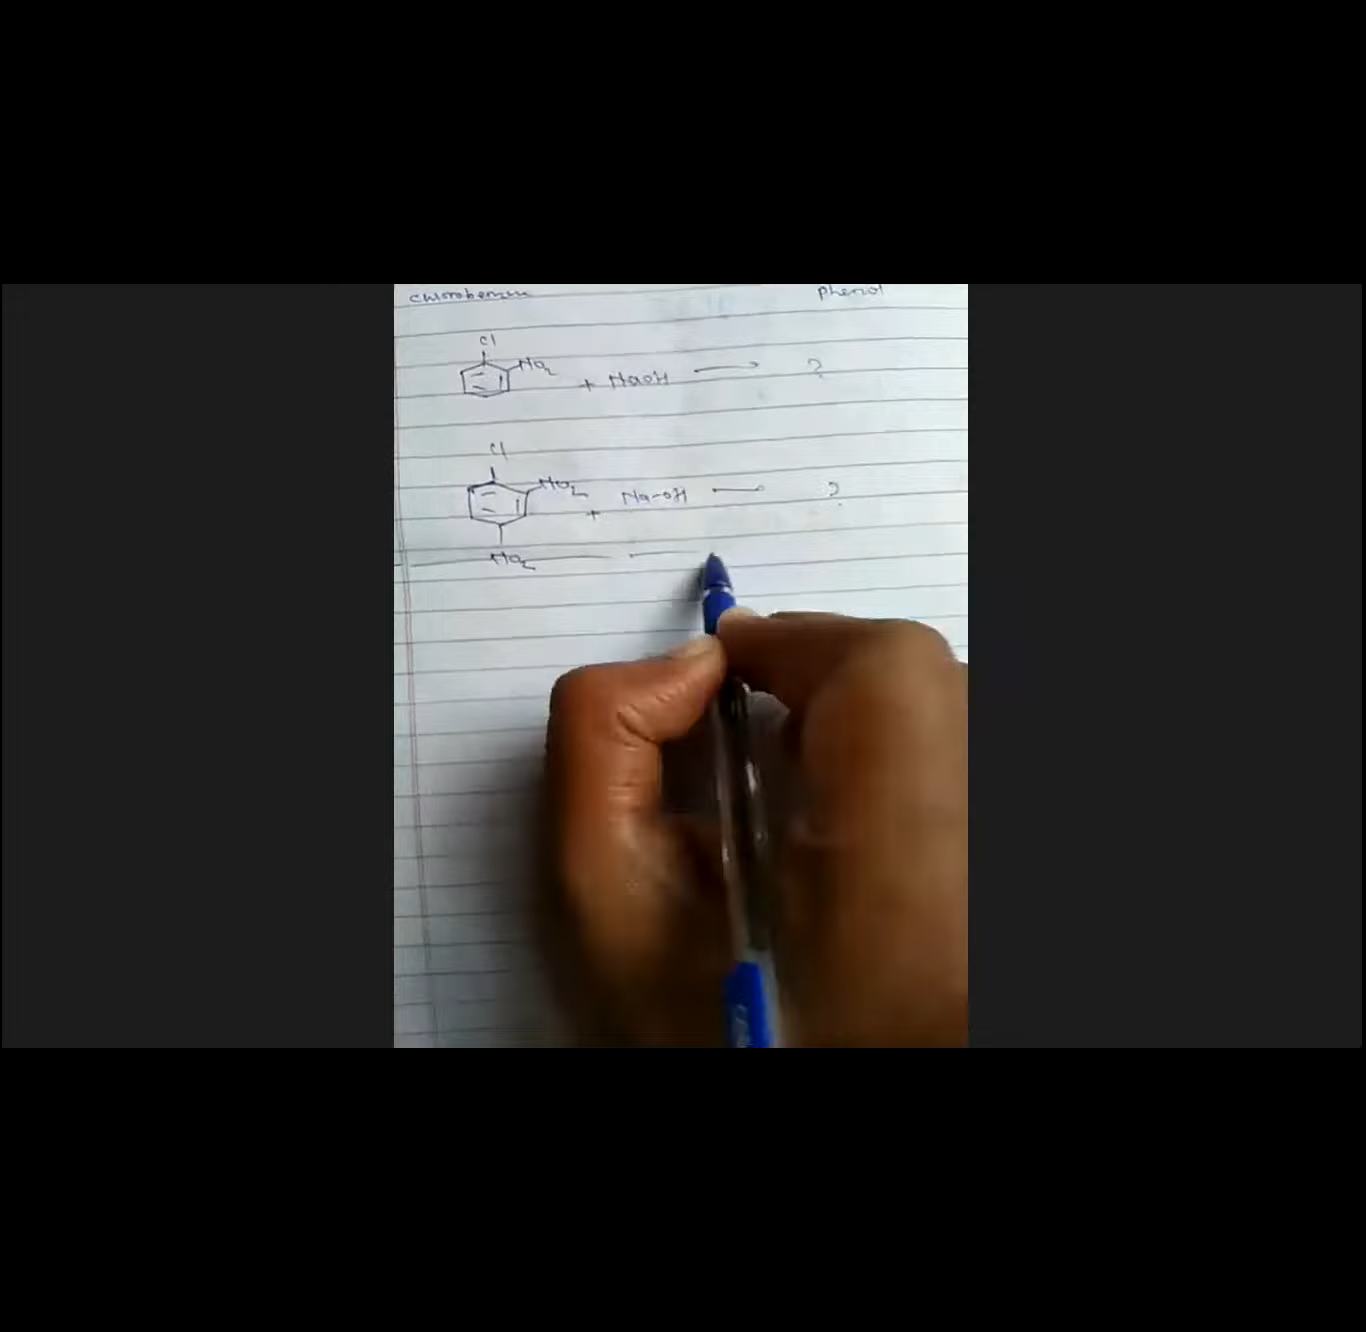 chlorobenzene phenol
Cl
NO2
+ NaOH ⟶ ?
Cl
NO2
+ Na-OH ⟶ ?
NO2